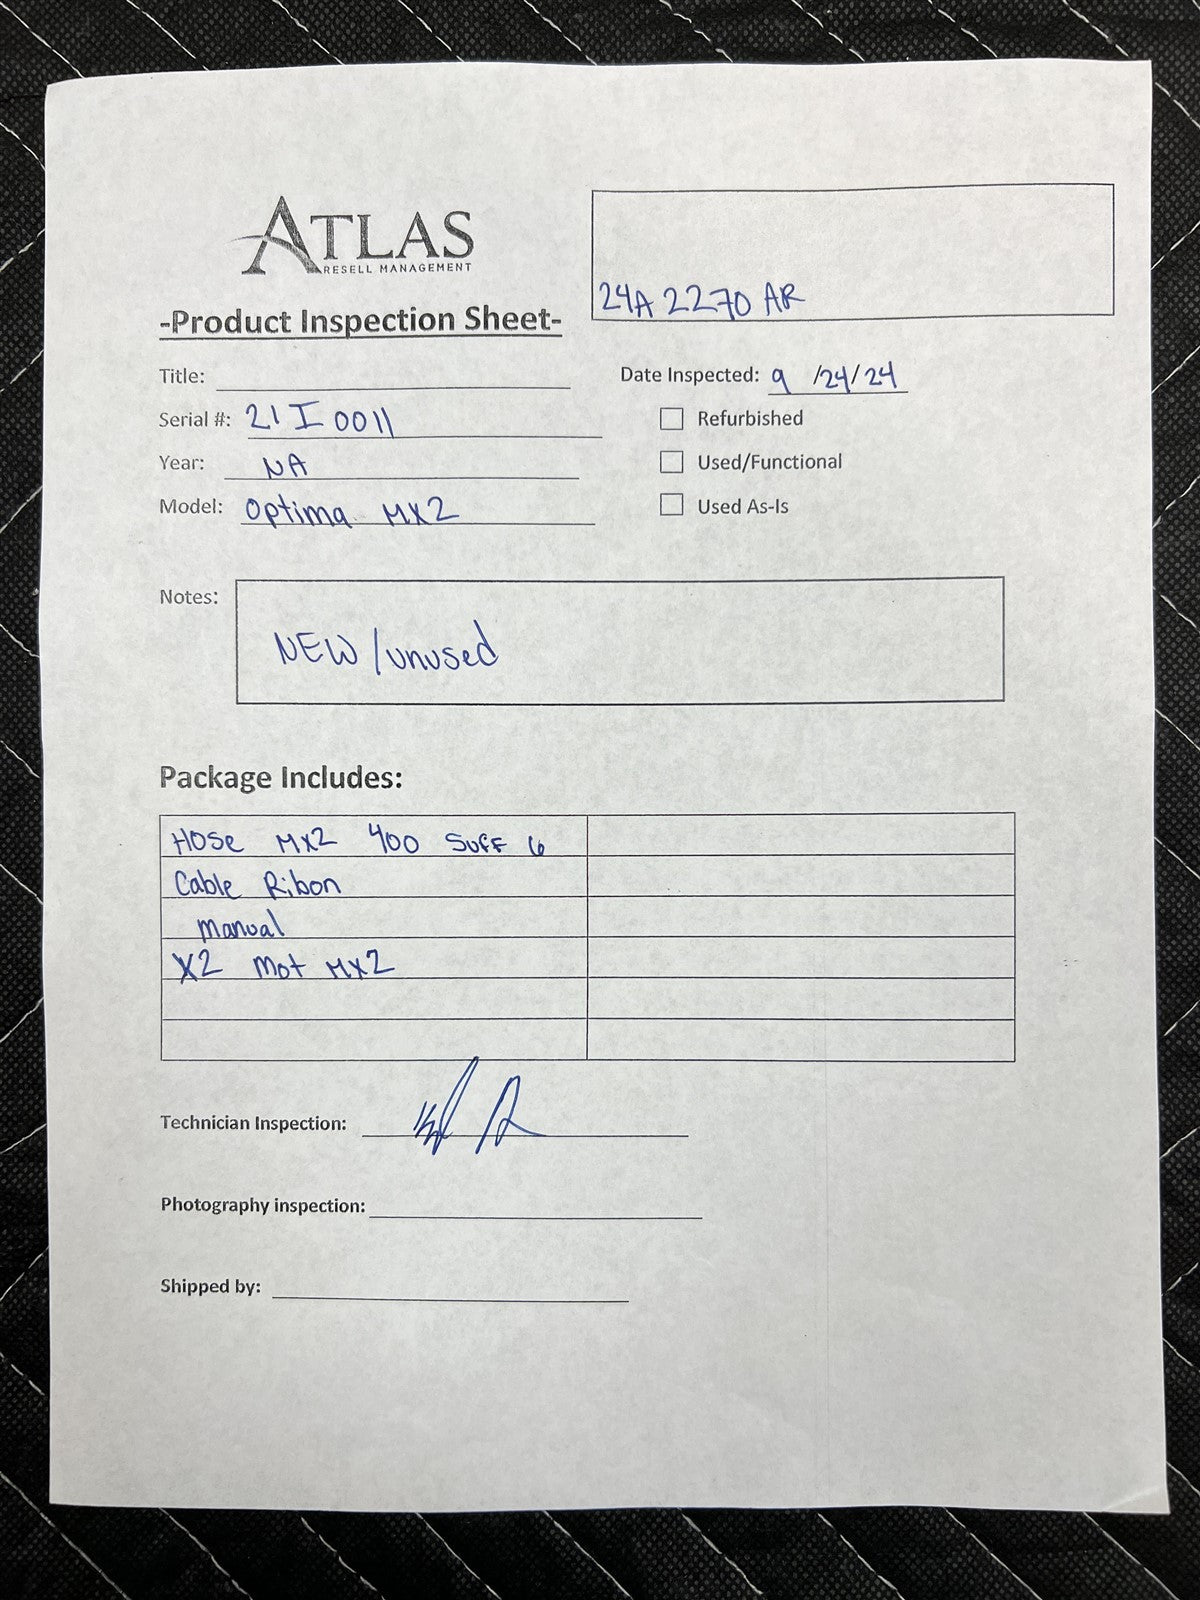 ATLAS
RESELL MANAGEMENT
24A 2270 AR
-Product Inspection Sheet-
Title:
Date Inspected: 9 /24/24
Serial #: 21 I 0011
Refurbished
Year: NA
Used/Functional
Model: Optima MX2
Used As-Is
Notes:
NEW/unused
Package Includes:
Hose MX2 400 Suff 6
Cable Ribon
manual
X2 Mot MX2
Technician Inspection:
Photography inspection:
Shipped by: